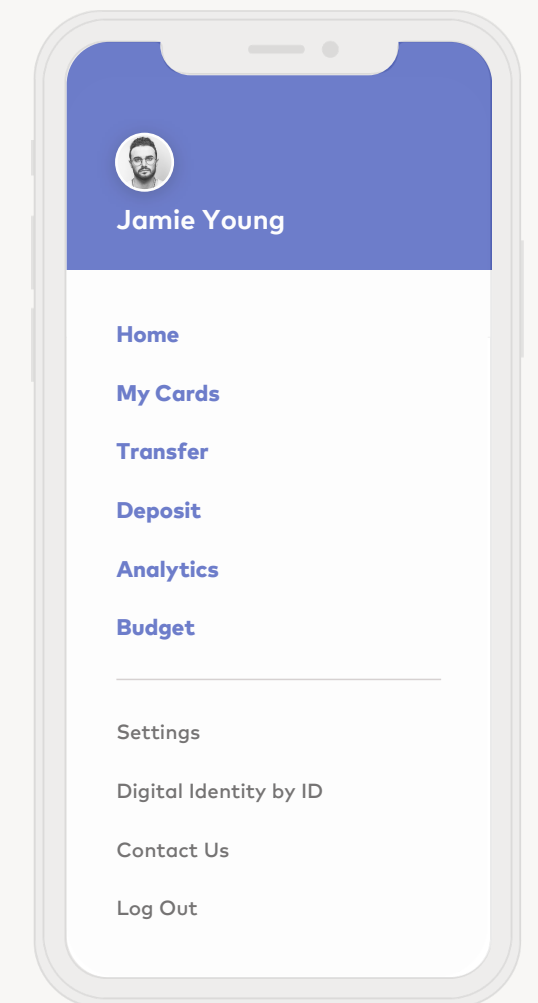 Jamie Young
Home
My Cards
Transfer
Deposit
Analytics
Budget
Settings
Digital Identity by ID
Contact Us
Log Out